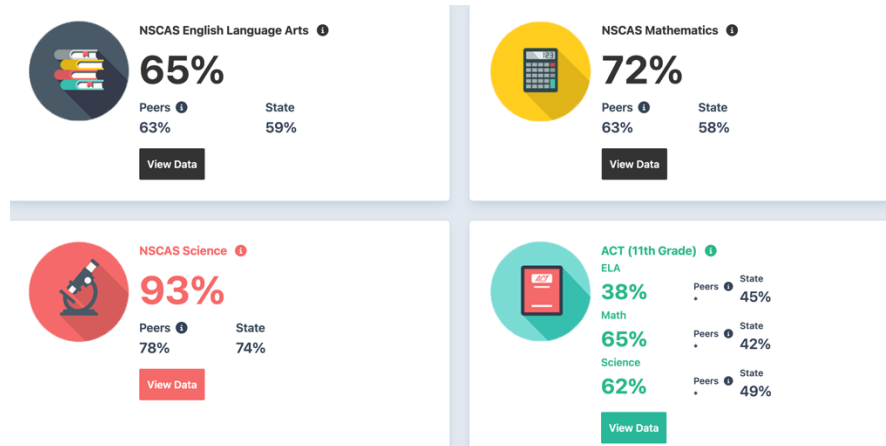 NSCAS English Language Arts
65%
Peers State
63% 59%
View Data
NSCAS Mathematics
123
72%
Peers State
63% 58%
View Data
NSCAS Science
93%
Peers State
78% 74%
View Data
ACT (11th Grade)
ACT
ELA
38% Peers * State 45%
Math
65% Peers * State 42%
Science
62% Peers * State 49%
View Data